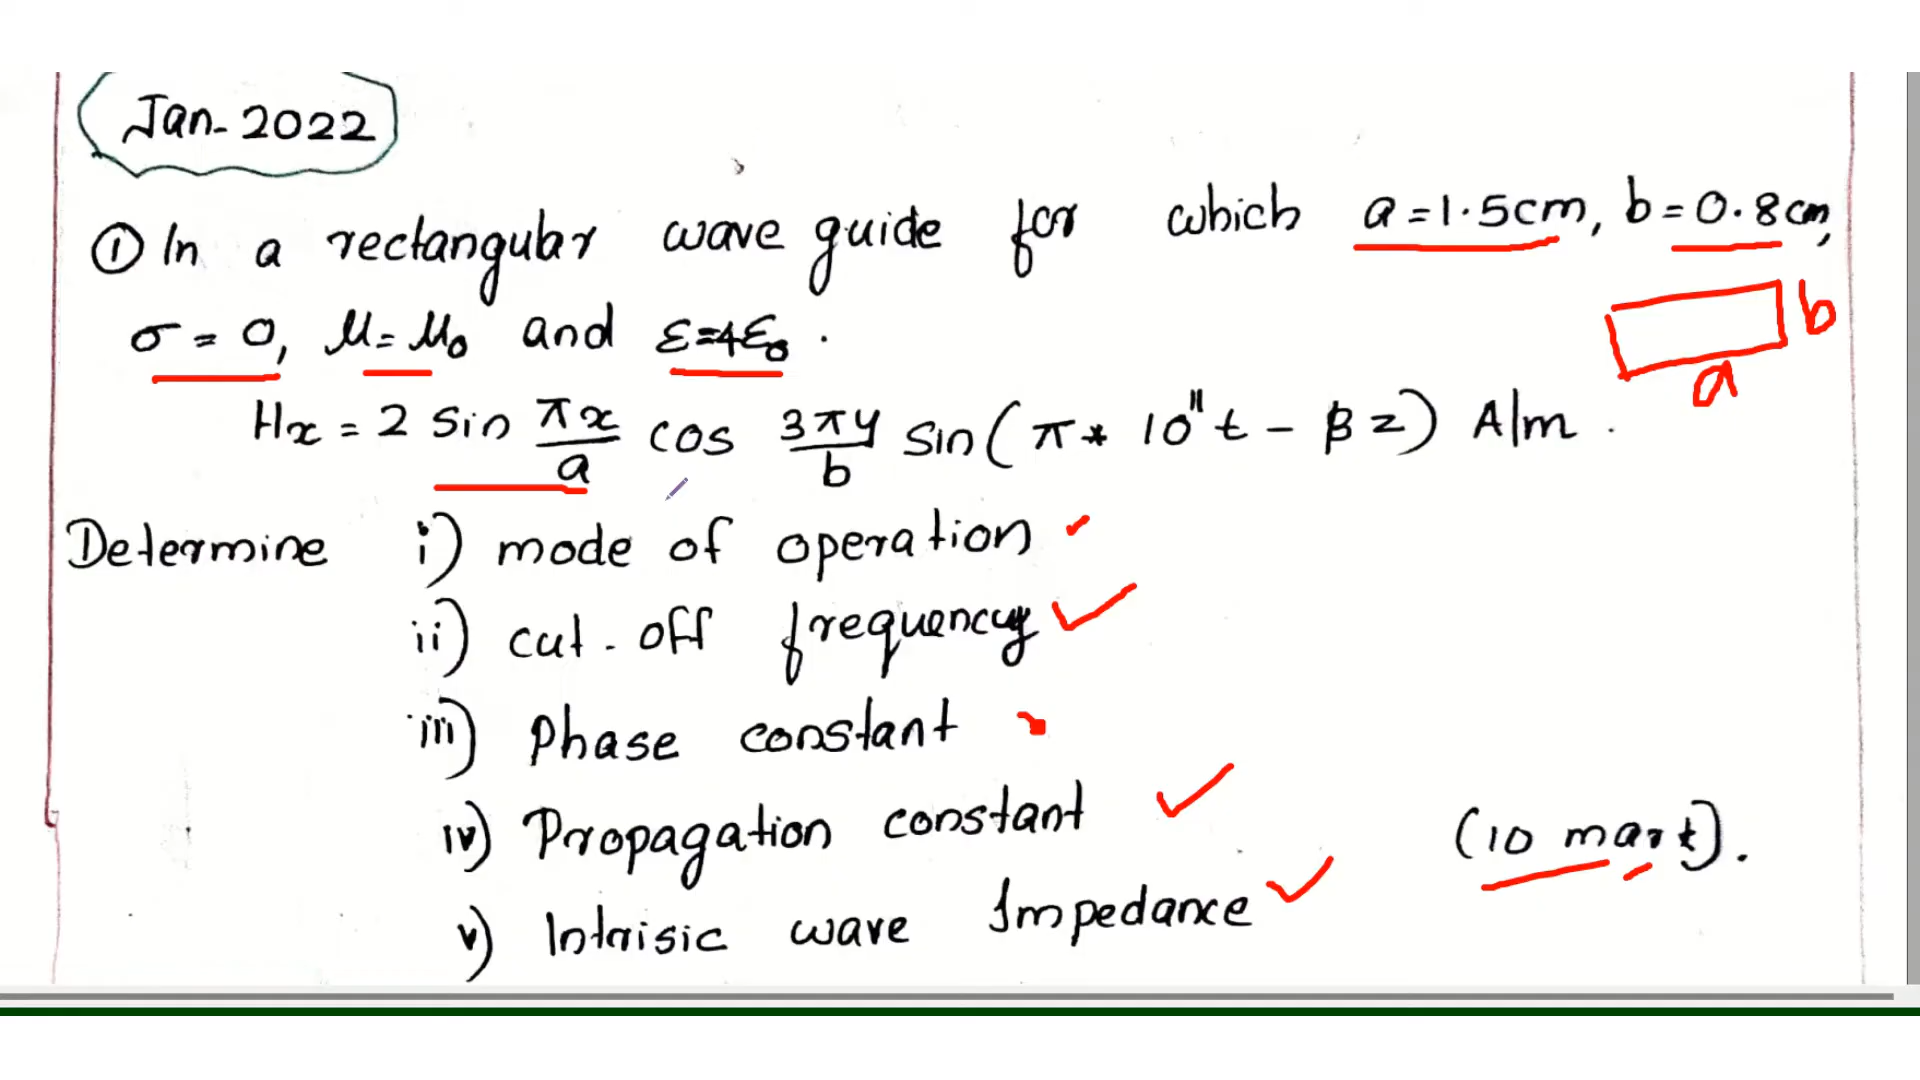 Jan-2022
① In a rectangular wave guide for which a=1.5cm, b=0.8cm,
σ = 0, μ=μ₀ and ε=4ε₀.
b
a
Hx = 2 sin πx/a cos 3πy/b sin(π* 10¹¹t - βz) A/m.
Determine i) mode of operation
ii) cut-off frequency
iii) Phase constant
iv) Propagation constant
(10 mark).
v) Intrisic wave Impedance